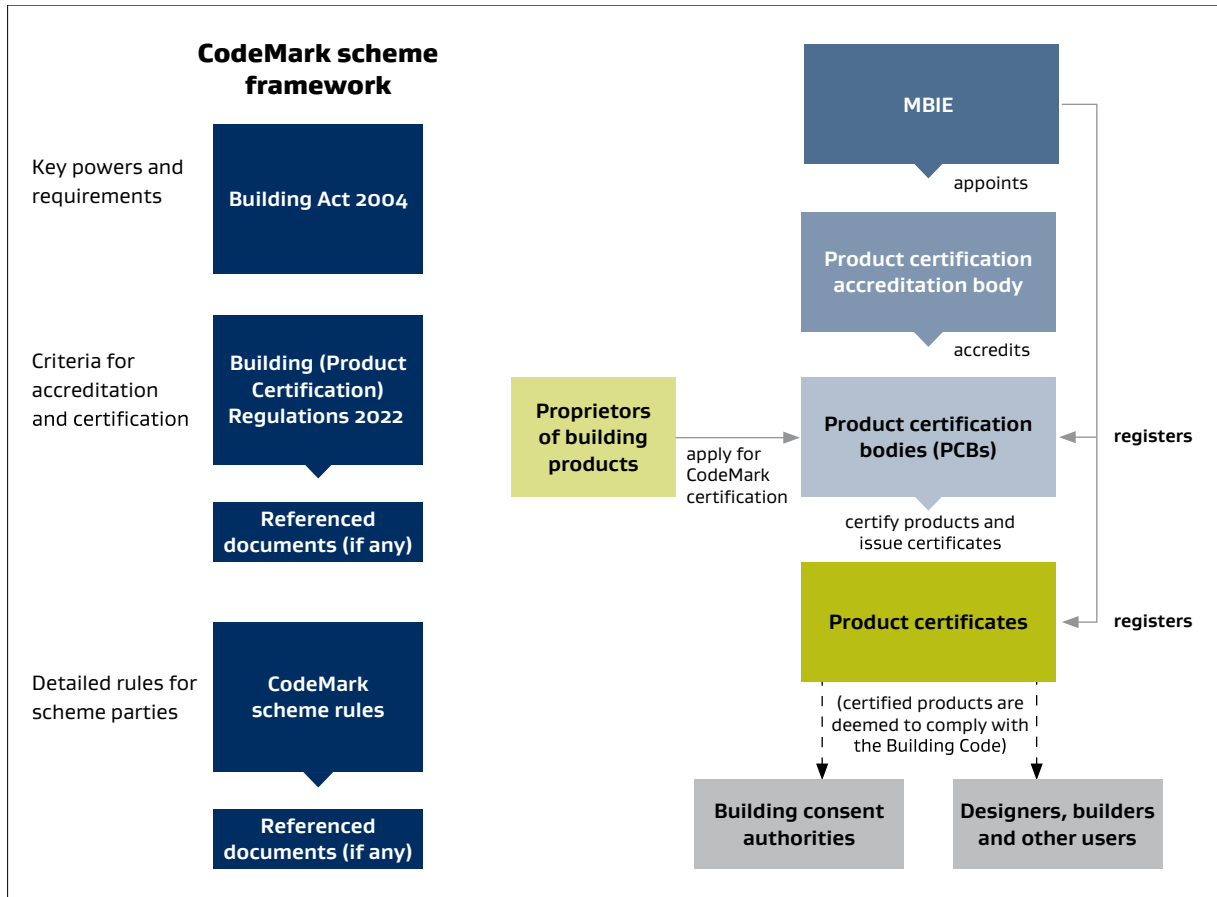 CodeMark scheme
framework
Key powers and
requirements
Building Act 2004
Criteria for
accreditation
and certification
Building (Product
Certification)
Regulations 2022
Referenced
documents (if any)
Detailed rules for
scheme parties
CodeMark
scheme rules
Referenced
documents (if any)
MBIE
appoints
Product certification
accreditation body
accredits
Proprietors
of building
products
apply for
CodeMark
certification
Product certification
bodies (PCBs)
registers
certify products and
issue certificates
Product certificates
registers
(certified products are
deemed to comply with
the Building Code)
Building consent
authorities
Designers, builders
and other users